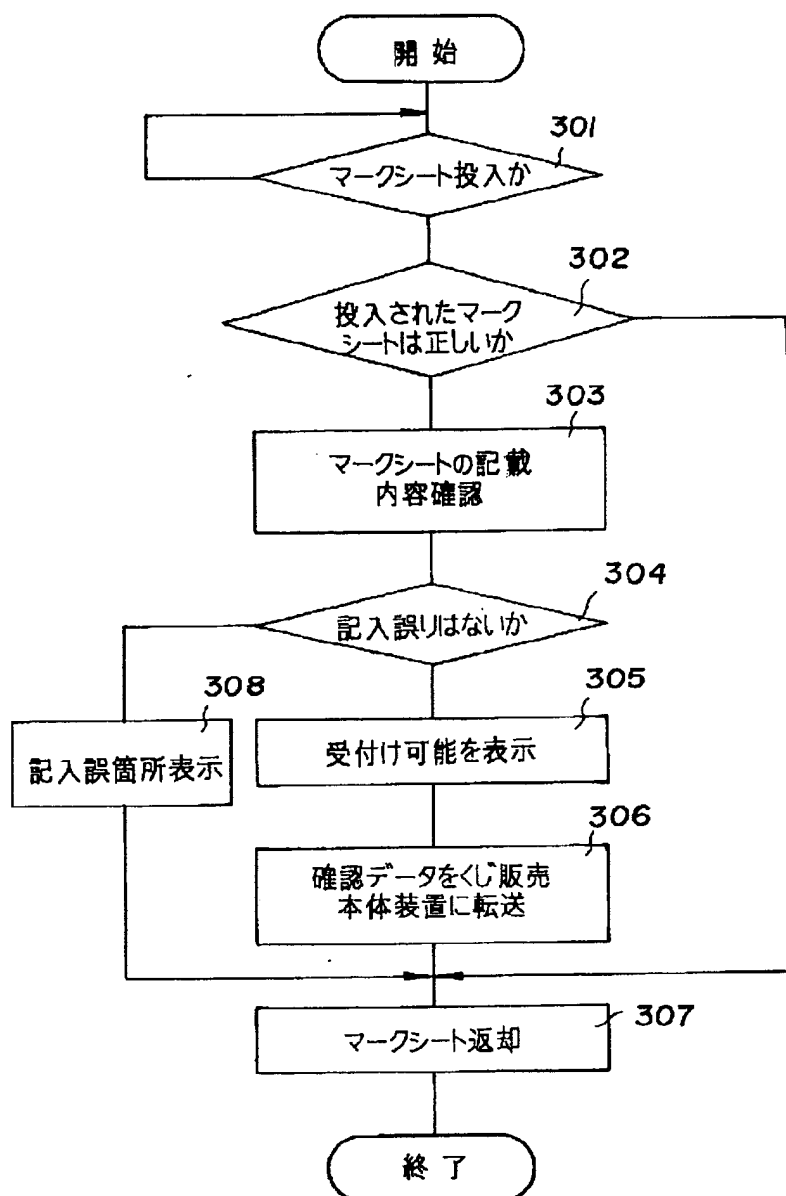 開始
301
マークシート投入か
302
投入されたマーク
シートは正しいか
303
マークシートの記載
内容確認
304
記入誤りはないか
308
記入誤箇所表示
305
受付け可能を表示
306
確認データをくじ販売
本体装置に転送
307
マークシート返却
終了